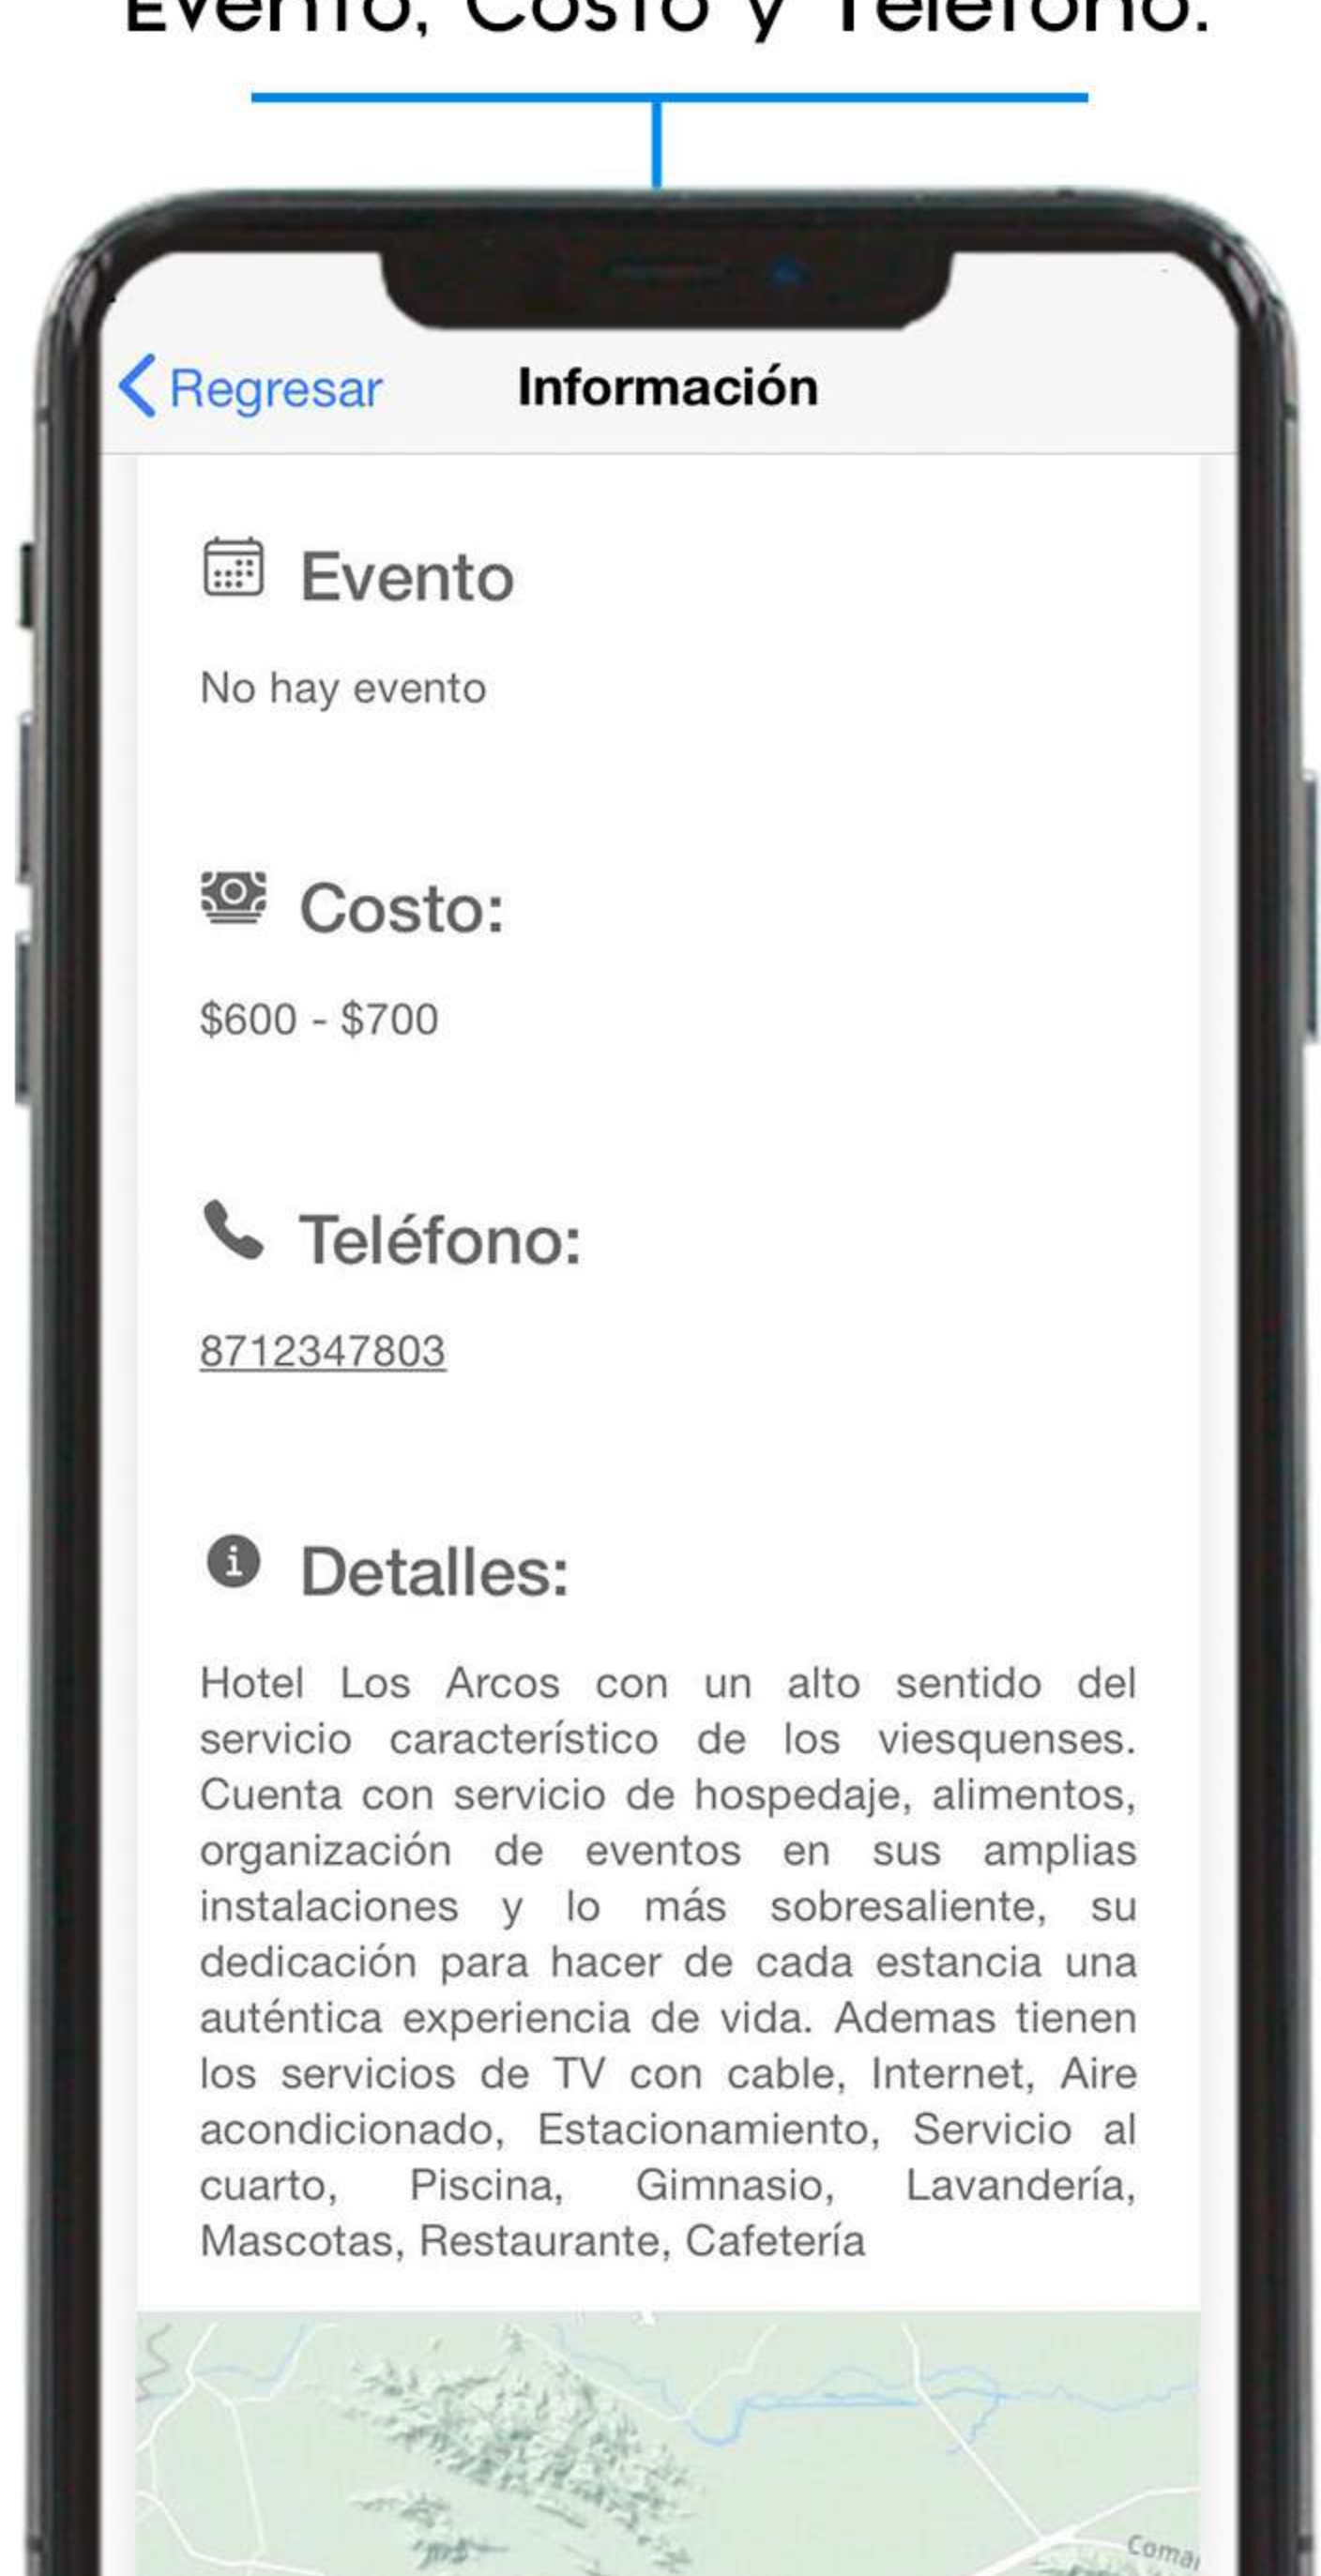 Evento, Costo y Teléfono.
Regresar
Información
Evento
No hay evento
Costo:
$600 - $700
Teléfono:
8712347803
Detalles:
Hotel Los Arcos con un alto sentido del
servicio característico de los viesquenses.
Cuenta con servicio de hospedaje, alimentos,
organización de eventos en sus amplias
instalaciones y lo más sobresaliente, su
dedicación para hacer de cada estancia una
auténtica experiencia de vida. Ademas tienen
los servicios de TV con cable, Internet, Aire
acondicionado, Estacionamiento, Servicio al
cuarto, Piscina, Gimnasio, Lavandería,
Mascotas, Restaurante, Cafetería